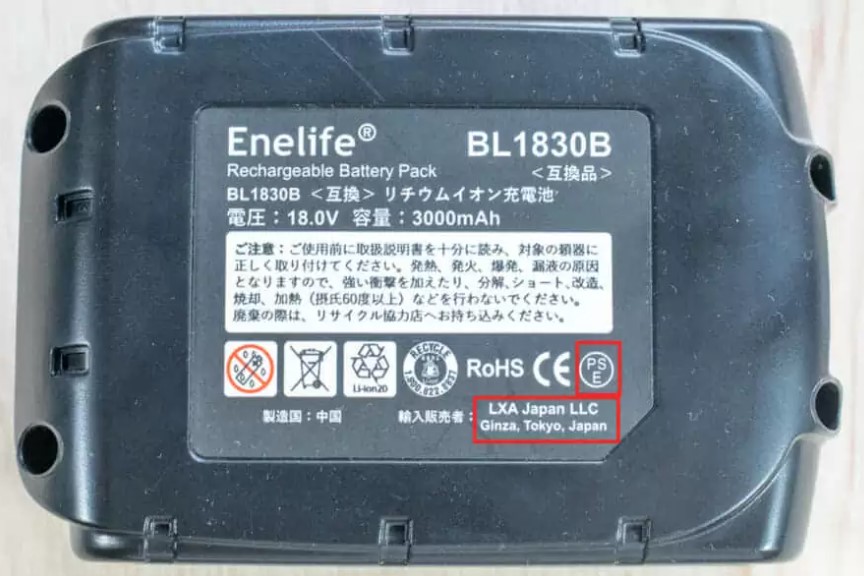 Enelife® BL1830B
Rechargeable Battery Pack <互換品>
BL1830B <互換> リチウムイオン充電池
電圧：18.0V 容量：3000mAh
ご注意：ご使用前に取扱説明書を十分に読み、対象の類器に
正しく取り付けてください。発熱、発火、爆発、漏液の原因
となりますので、強い衝撃を加えたり、分解、ショート、改造、
焼却、加熱（摂氏60度以上）などを行わないでください。
廃棄の際は、リサイクル協力店へお持ち込みください。
RECYCLE
1.800.822.8837
Li-ion20
RoHS CE PS
E
製造国：中国 輸入販売者： LXA Japan LLC
Ginza, Tokyo, Japan